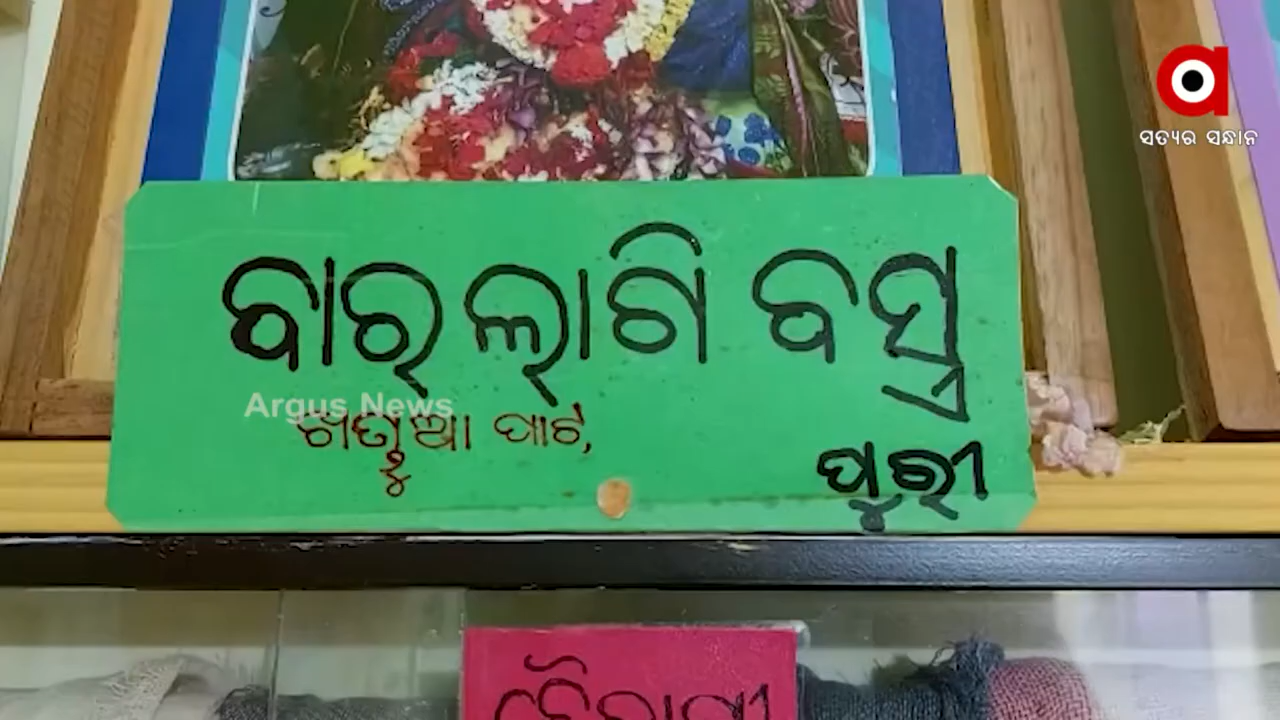 ସତ୍ୟର ସନ୍ଧାନ
ବାର ଲାଗି ବସ୍ତ୍ର
Argus News
ଖଣ୍ଡୁଆ ପାଟ,
ପୁରୀ